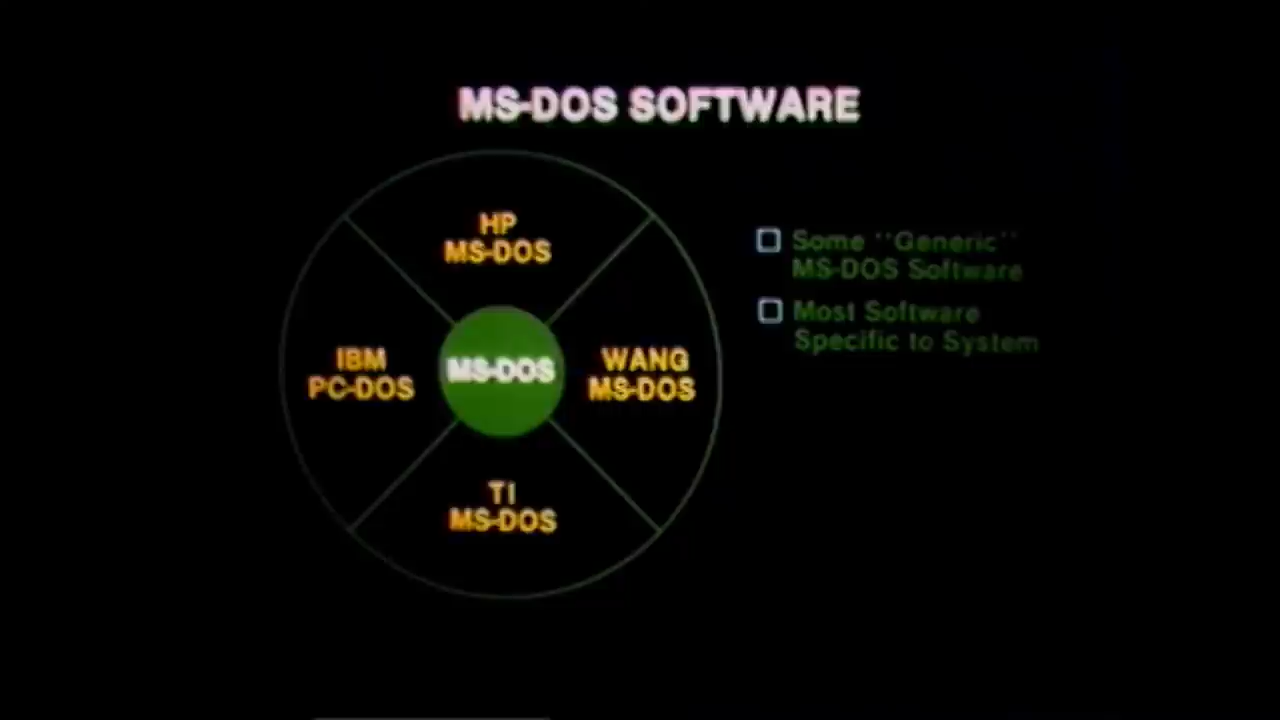 MS-DOS SOFTWARE
HP
MS-DOS
IBM
PC-DOS
MS-DOS
WANG
MS-DOS
TI
MS-DOS
Some "Generic"
MS-DOS Software
Most Software
Specific to System